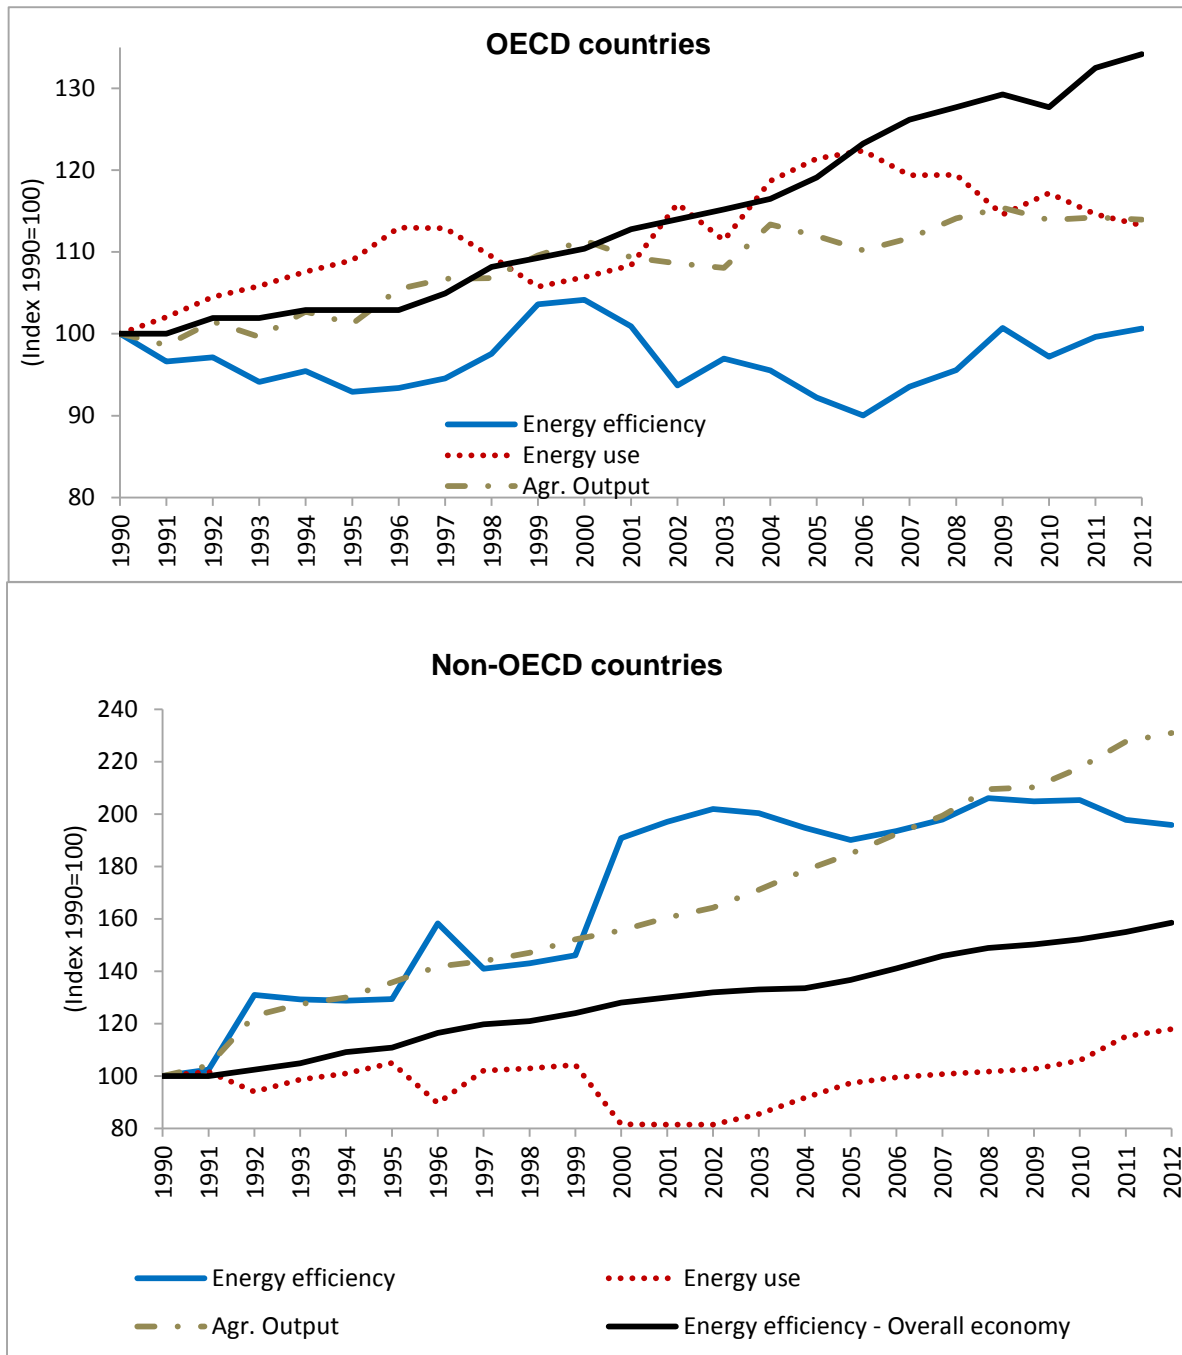 OECD countries
(Index 1990=100)
130
120
110
100
90
80
Energy efficiency
Energy use
Agr. Output
1990 1991 1992 1993 1994 1995 1996 1997 1998 1999 2000 2001 2002 2003 2004 2005 2006 2007 2008 2009 2010 2011 2012
Non-OECD countries
(Index 1990=100)
240
220
200
180
160
140
120
100
80
1990 1991 1992 1993 1994 1995 1996 1997 1998 1999 2000 2001 2002 2003 2004 2005 2006 2007 2008 2009 2010 2011 2012
Energy efficiency Energy use
Agr. Output Energy efficiency - Overall economy